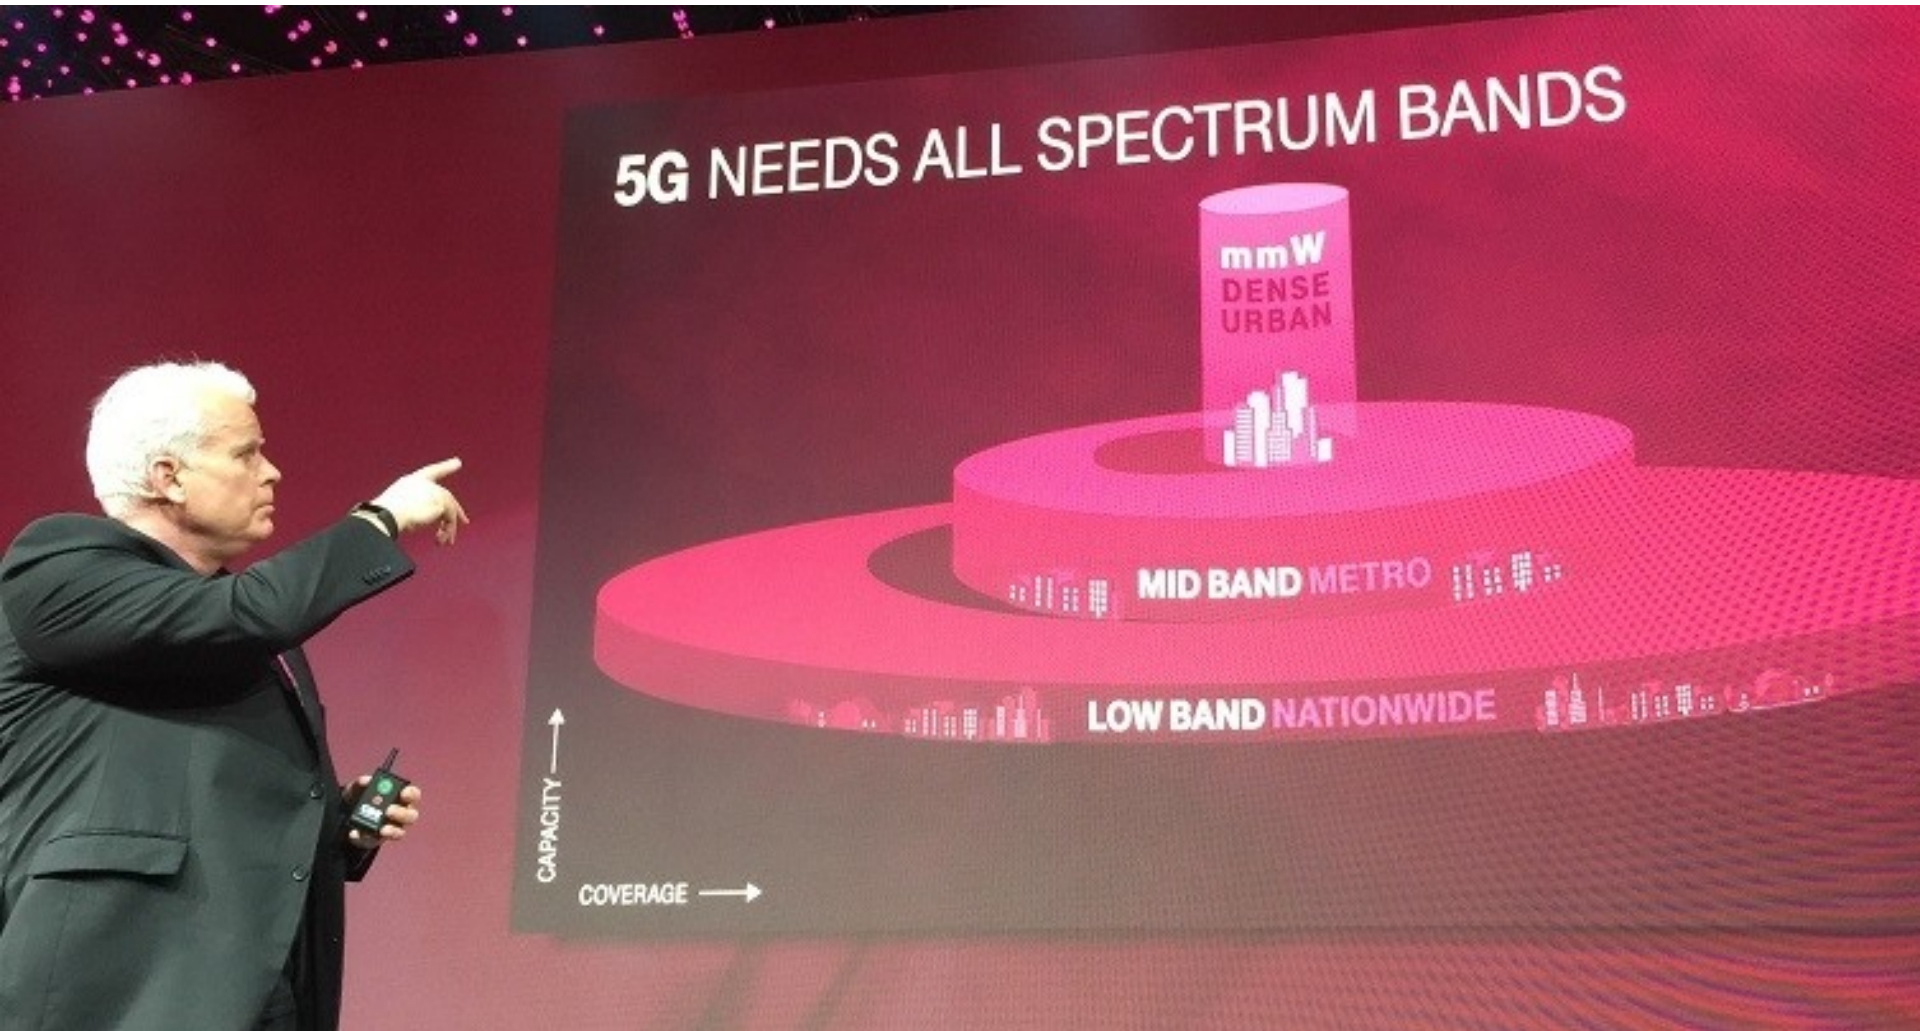 5G NEEDS ALL SPECTRUM BANDS
mmW
DENSE
URBAN
MID BAND METRO
LOW BAND NATIONWIDE
CAPACITY
COVERAGE